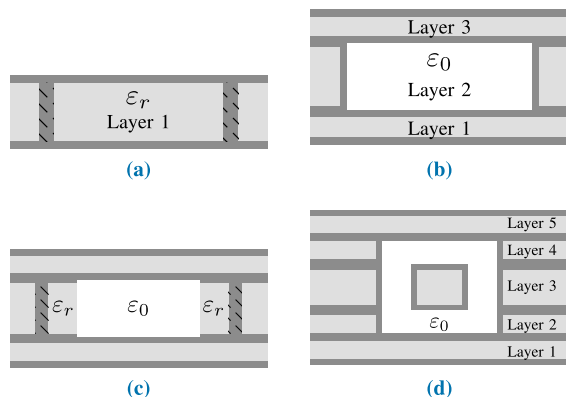 εr
Layer 1
(a)
Layer 3
ε0
Layer 2
Layer 1
(b)
εr ε0 εr
(c)
Layer 5
Layer 4
Layer 3
ε0 Layer 2
Layer 1
(d)